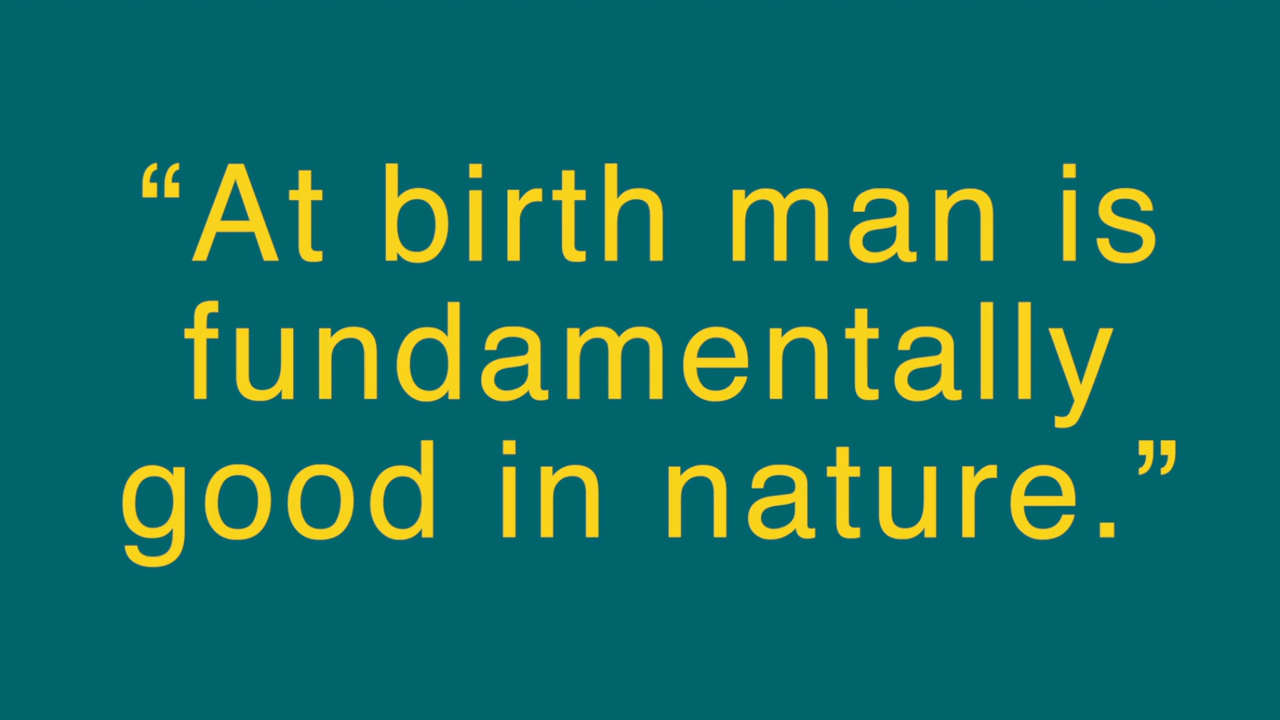 “At birth man is
fundamentally
good in nature.”